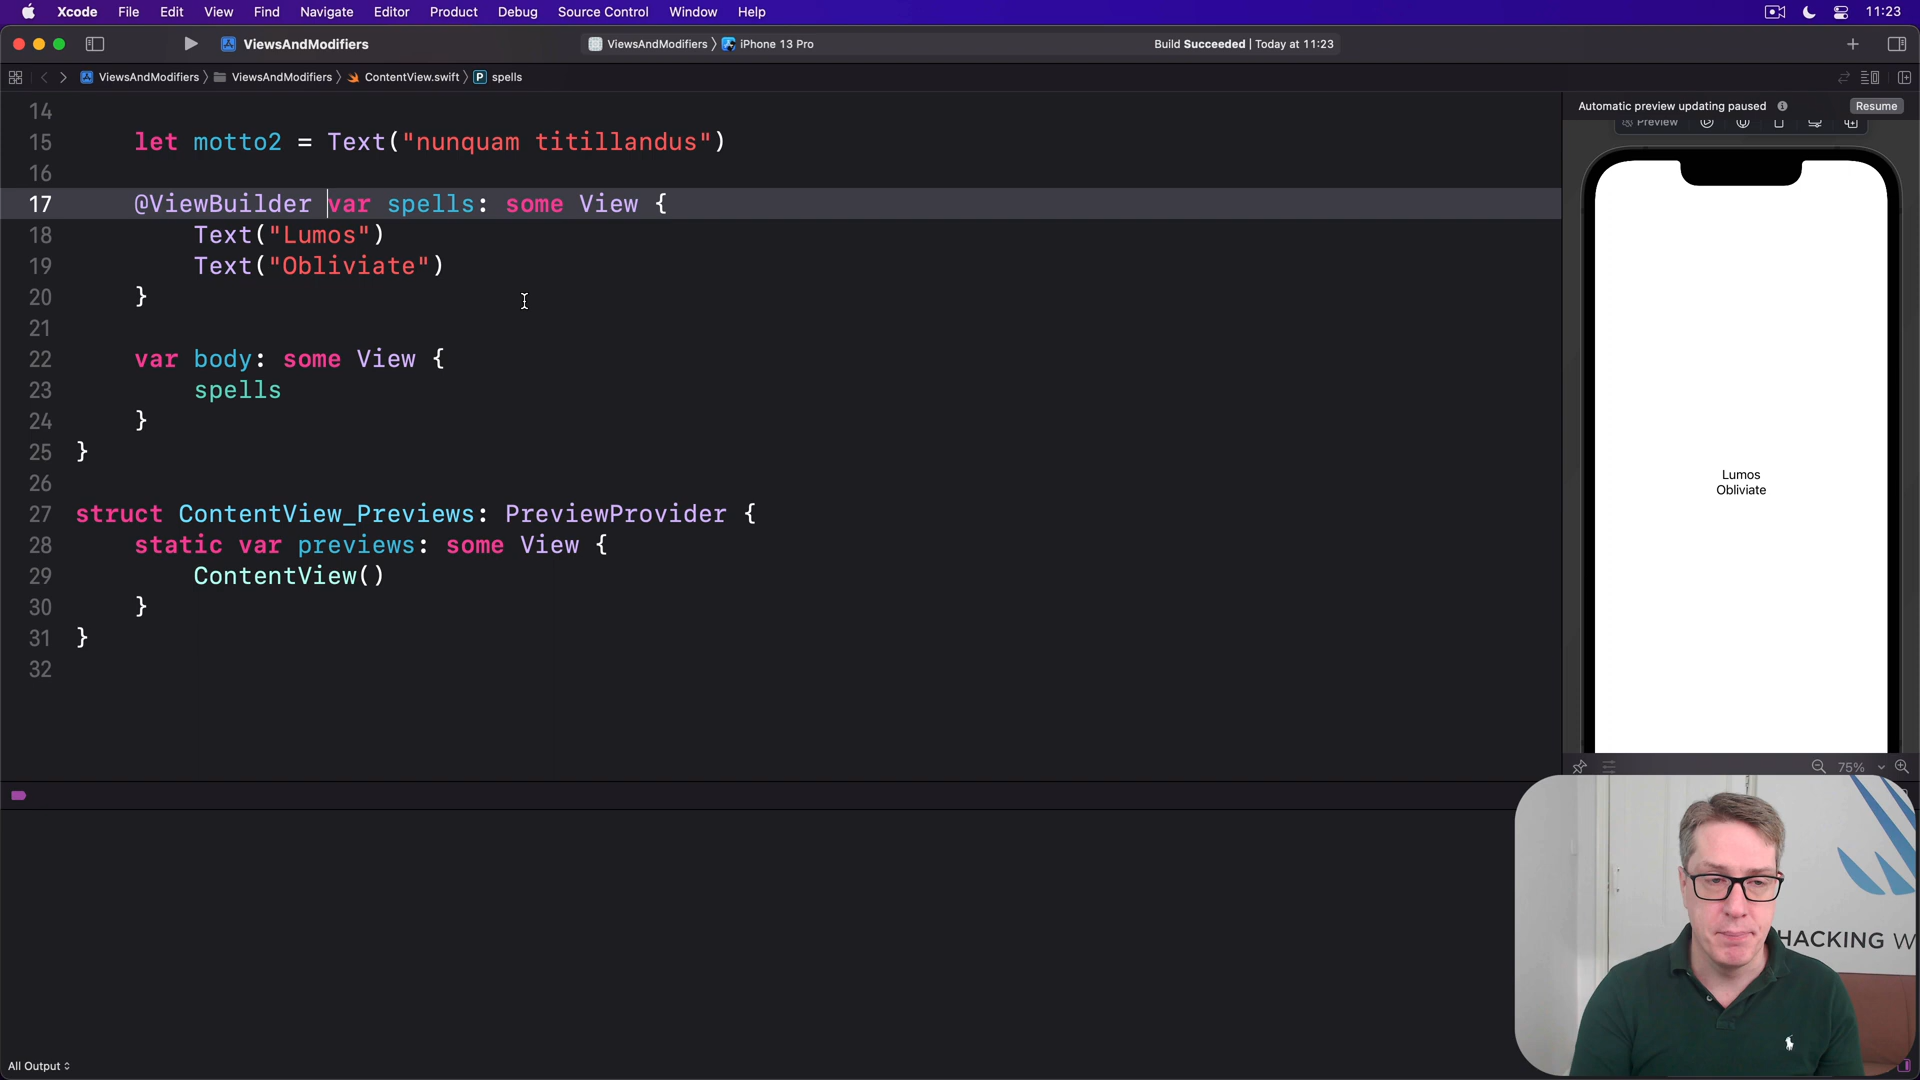 Xcode File Edit View Find Navigate Editor Product Debug Source Control Window Help 11:23
ViewsAndModifiers ViewsAndModifiers 〉 iPhone 13 Pro Build Succeeded | Today at 11:23
ViewsAndModifiers 〉 ViewsAndModifiers 〉 ContentView.swift 〉 P spells
14
15 let motto2 = Text("nunquam titillandus")
16
17 @ViewBuilder var spells: some View {
18 Text("Lumos")
19 Text("Obliviate")
20 }
21
22 var body: some View {
23 spells
24 }
25 }
26
27 struct ContentView_Previews: PreviewProvider {
28 static var previews: some View {
29 ContentView()
30 }
31 }
32
Automatic preview updating paused Resume
Preview
Lumos
Obliviate
75%
HACKING W
All Output